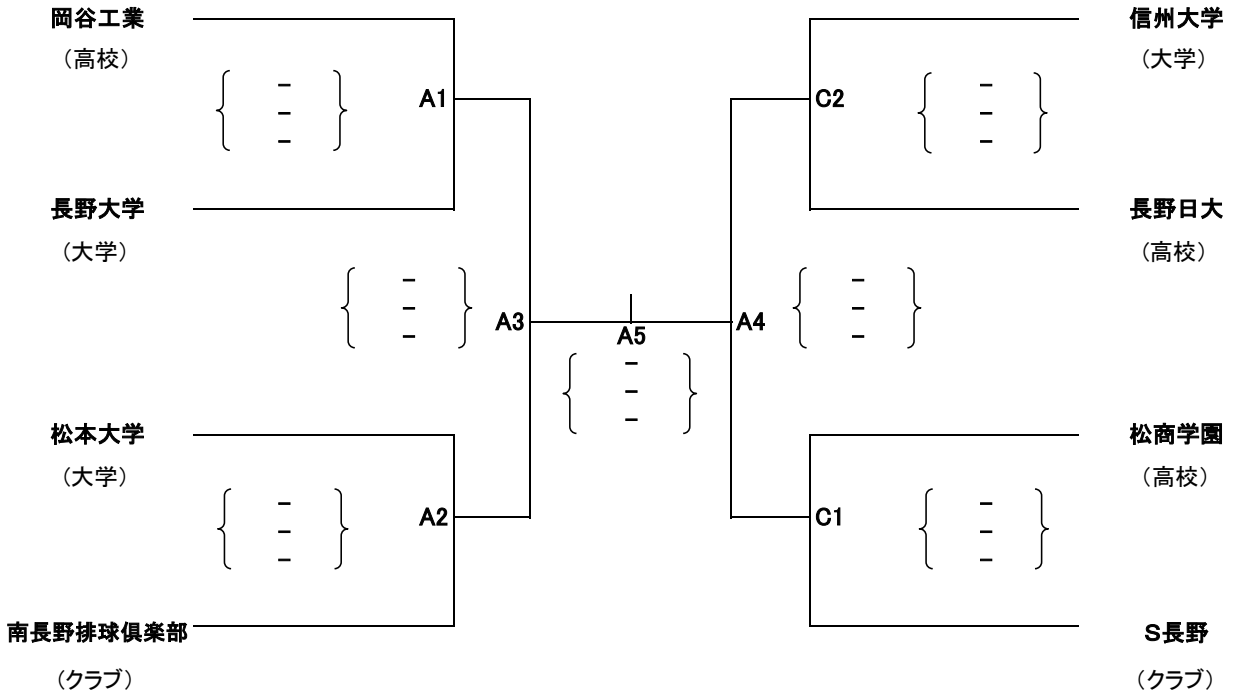 岡谷工業
（高校）
－
A1
－
－
長野大学
（大学）
－
－
A3
－
松本大学
（大学）
－
－
A2
－
南長野排球倶楽部
（クラブ）
A5
－
－
－
信州大学
（大学）
－
C2
－
－
長野日大
（高校）
－
－
A4
－
松商学園
（高校）
－
－
C1
－
S長野
（クラブ）